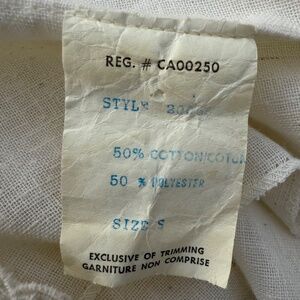 REG. # CA00250
STYLE
50% COTTON/COTON
50 % POLYESTER
SIZE S
EXCLUSIVE OF TRIMMING
GARNITURE NON COMPRISE